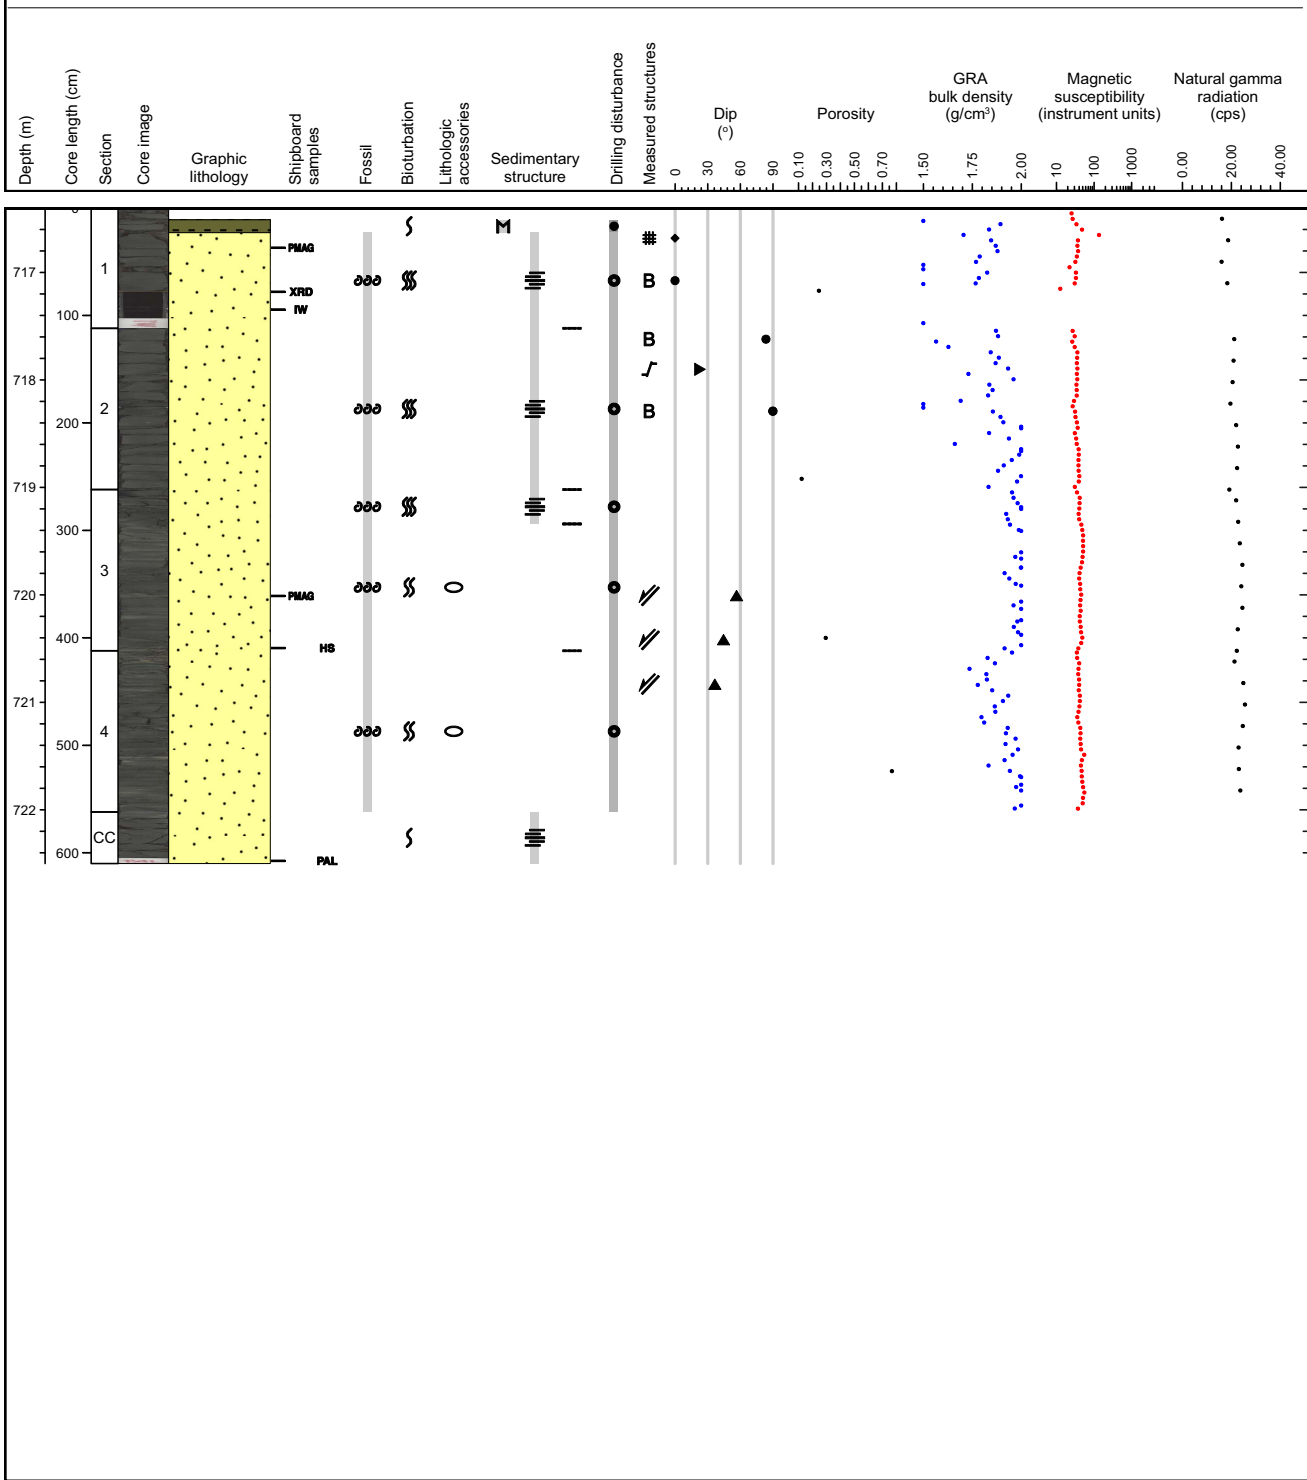 Depth (m)
Core length (cm)
Section
Core image
Graphic
lithology
Shipboard
samples
Fossil
Bioturbation
Lithologic
accessories
Sedimentary
structure
Drilling disturbance
Measured structures
Dip
(°)
Porosity
GRA
bulk density
(g/cm³)
Magnetic
susceptibility
(instrument units)
Natural gamma
radiation
(cps)
0 30 60 90
0.10 0.30 0.50 0.70
1.50 1.75 2.00
10 100 1000
0.00 20.00 40.00
0
M
PMAG
1
717
B
XRD
IW
100
B
718
2
B
200
719
300
3
720
PMAG
400
HS
721
4
500
722
CC
600
PAL